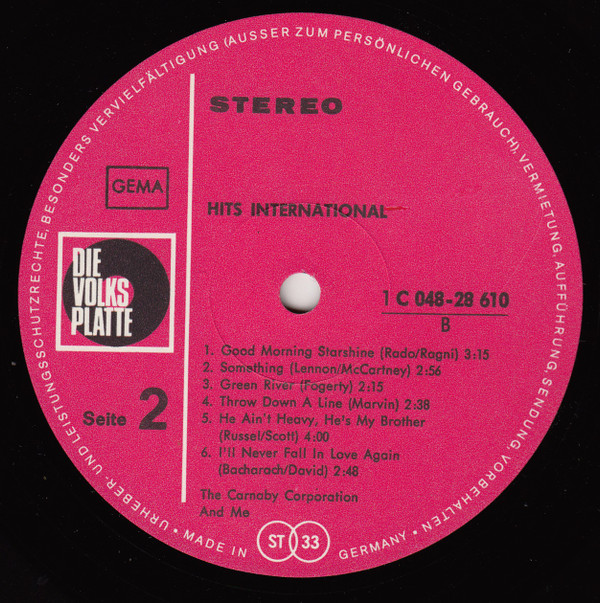 URHEBER- UND LEISTUNGSSCHUTZRECHTE, BESONDERS VERVIELFÄLTIGUNG (AUSSER ZUM PERSÖNLICHEN GEBRAUCH), VERMIETUNG, AUFFÜHRUNG, SENDUNG VORBEHALTEN •
STEREO
GEMA
HITS INTERNATIONAL
DIE
VOLKS
PLATTE
1 C 048-28 610
B
1. Good Morning Starshine (Rado/Ragni) 3:15
2. Something (Lennon/McCartney) 2:56
3. Green River (Fogerty) 2:15
4. Throw Down A Line (Marvin) 2:38
5. He Ain't Heavy, He's My Brother
(Russel/Scott) 4:00
6. I'll Never Fall In Love Again
(Bacharach/David) 2:48
Seite 2
The Carnaby Corporation
And Me
• MADE IN
ST 33
GERMANY